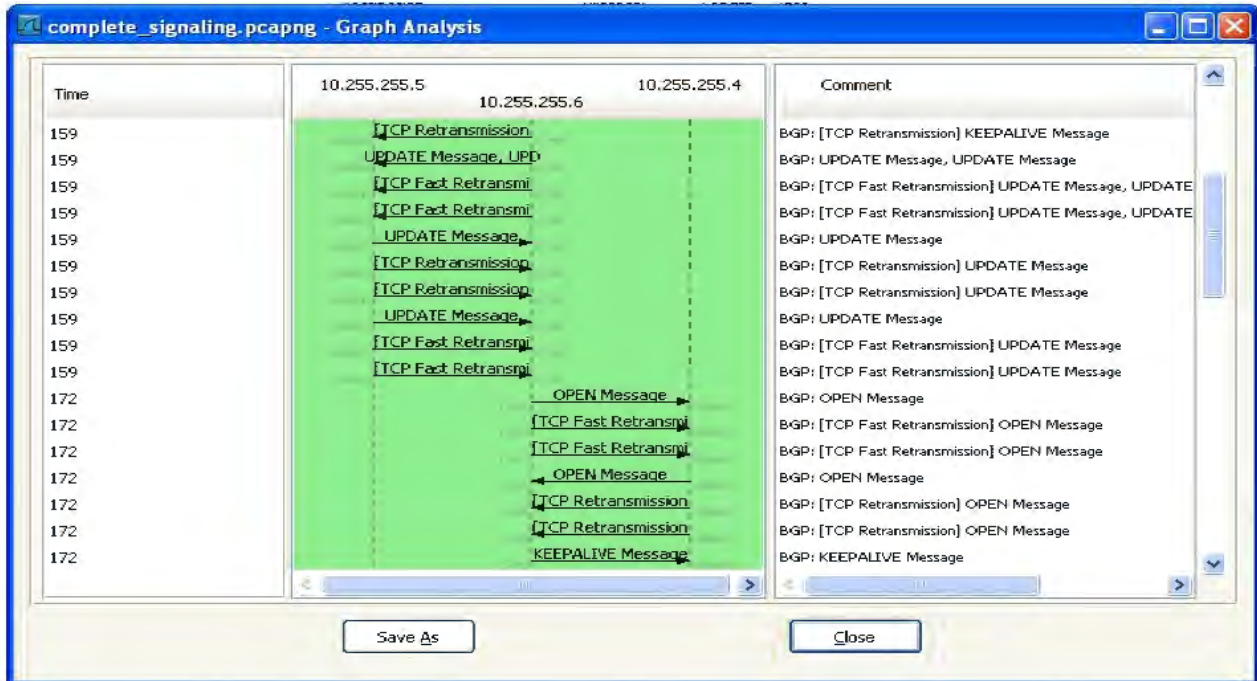 complete_signaling.pcapng - Graph Analysis
Time 10.255.255.5 10.255.255.6 10.255.255.4 Comment
159 [TCP Retransmission BGP: [TCP Retransmission] KEEPALIVE Message
159 UPDATE Message, UPD BGP: UPDATE Message, UPDATE Message
159 [TCP Fast Retransmi BGP: [TCP Fast Retransmission] UPDATE Message, UPDATE
159 [TCP Fast Retransmi BGP: [TCP Fast Retransmission] UPDATE Message, UPDATE
159 UPDATE Message BGP: UPDATE Message
159 [TCP Retransmission BGP: [TCP Retransmission] UPDATE Message
159 [TCP Retransmission BGP: [TCP Retransmission] UPDATE Message
159 UPDATE Message BGP: UPDATE Message
159 [TCP Fast Retransmi BGP: [TCP Fast Retransmission] UPDATE Message
159 [TCP Fast Retransmi BGP: [TCP Fast Retransmission] UPDATE Message
172 OPEN Message BGP: OPEN Message
172 [TCP Fast Retransmi BGP: [TCP Fast Retransmission] OPEN Message
172 [TCP Fast Retransmi BGP: [TCP Fast Retransmission] OPEN Message
172 OPEN Message BGP: OPEN Message
172 [TCP Retransmission BGP: [TCP Retransmission] OPEN Message
172 [TCP Retransmission BGP: [TCP Retransmission] OPEN Message
172 KEEPALIVE Message BGP: KEEPALIVE Message
Save As Close